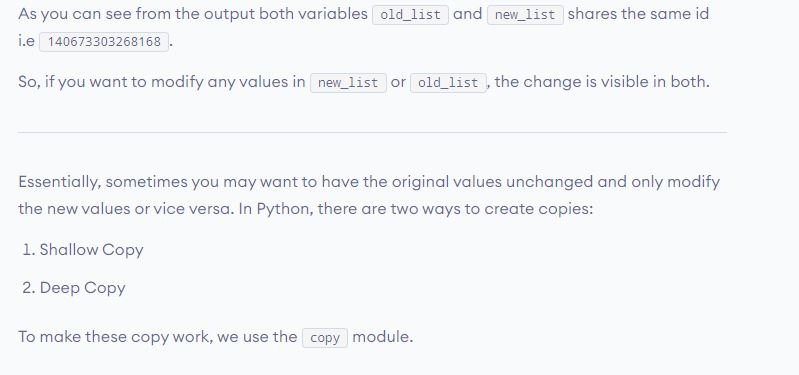 As you can see from the output both variables old_list and new_list shares the same id
i.e 140673303268168 .
So, if you want to modify any values in new_list or old_list , the change is visible in both.
Essentially, sometimes you may want to have the original values unchanged and only modify
the new values or vice versa. In Python, there are two ways to create copies:
1. Shallow Copy
2. Deep Copy
To make these copy work, we use the copy module.